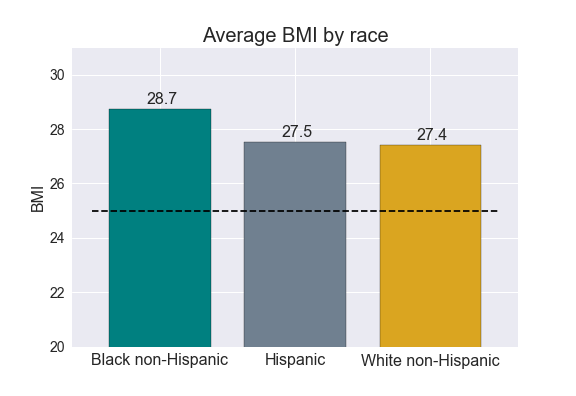 Average BMI by race
30
28
26
24
22
20
BMI
28.7
27.5
27.4
Black non-Hispanic
Hispanic
White non-Hispanic